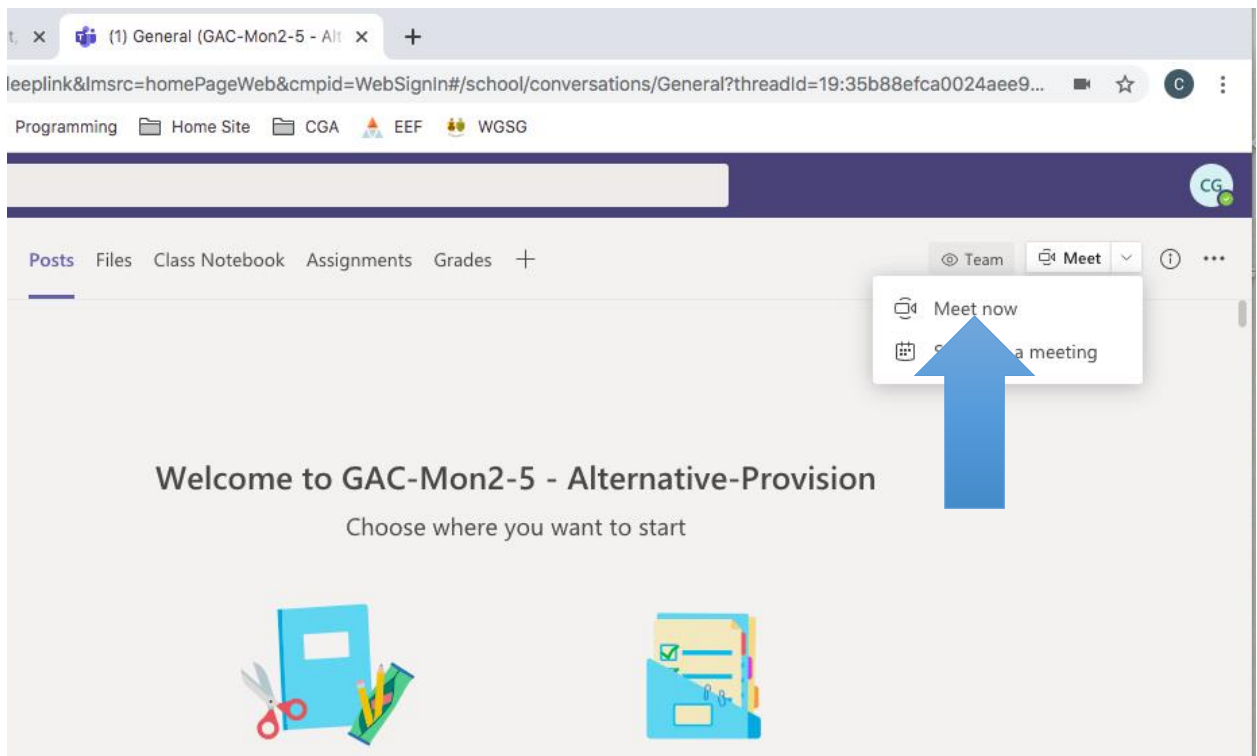 t,
(1) General (GAC-Mon2-5 - Alt
leeplink&lmsrc=homePageWeb&cmpid=WebSignIn#/school/conversations/General?threadId=19:35b88efca0024aee9...
C
Programming Home Site CGA EEF WGSG
CG
Posts Files Class Notebook Assignments Grades
Team Meet
Meet now
a meeting
Welcome to GAC-Mon2-5 - Alternative-Provision
Choose where you want to start